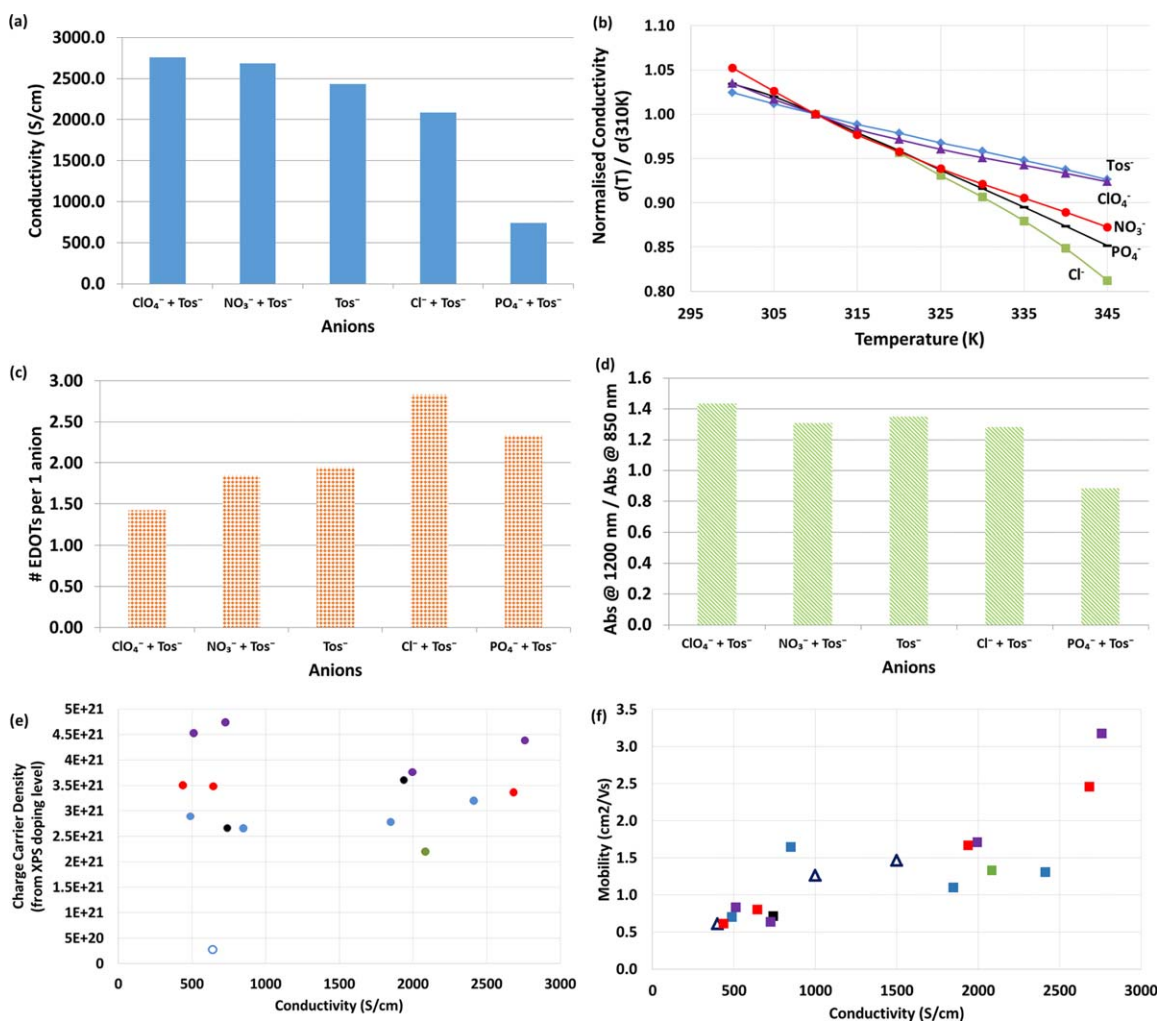 (a)
Conductivity (S/cm)
3000.0
2500.0
2000.0
1500.0
1000.0
500.0
0.0
ClO₄⁻ + Tos⁻ NO₃⁻ + Tos⁻ Tos⁻ Cl⁻ + Tos⁻ PO₄⁻ + Tos⁻
Anions
(b)
Normalised Conductivity
σ(T) / σ(310K)
1.10
1.05
1.00
0.95
0.90
0.85
0.80
Tos⁻
ClO₄⁻
NO₃⁻
PO₄⁻
Cl⁻
295 305 315 325 335 345
Temperature (K)
(c)
# EDOTs per 1 anion
3.00
2.50
2.00
1.50
1.00
0.50
0.00
ClO₄⁻ + Tos⁻ NO₃⁻ + Tos⁻ Tos⁻ Cl⁻ + Tos⁻ PO₄⁻ + Tos⁻
Anions
(d)
Abs @ 1200 nm / Abs @ 850 nm
1.6
1.4
1.2
1.0
0.8
0.6
0.4
0.2
0.0
ClO₄⁻ + Tos⁻ NO₃⁻ + Tos⁻ Tos⁻ Cl⁻ + Tos⁻ PO₄⁻ + Tos⁻
Anions
(e)
Charge Carrier Density
(from XPS doping level)
5E+21
4.5E+21
4E+21
3.5E+21
3E+21
2.5E+21
2E+21
1.5E+21
1E+21
5E+20
0
0 500 1000 1500 2000 2500 3000
Conductivity (S/cm)
(f)
Mobility (cm2/Vs)
3.5
3.0
2.5
2.0
1.5
1.0
0.5
0.0
0 500 1000 1500 2000 2500 3000
Conductivity (S/cm)